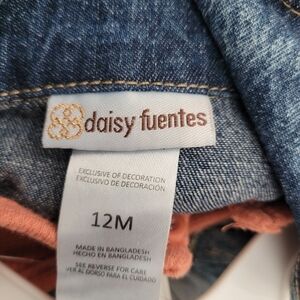 daisy fuentes
EXCLUSIVE OF DECORATION
EXCLUSIVO DE DECORACIÓN
12M
MADE IN BANGLADESH
HECHO EN BANGLADESH
SEE REVERSE FOR CARE
VER AL DORSO PARA EL CUIDADO